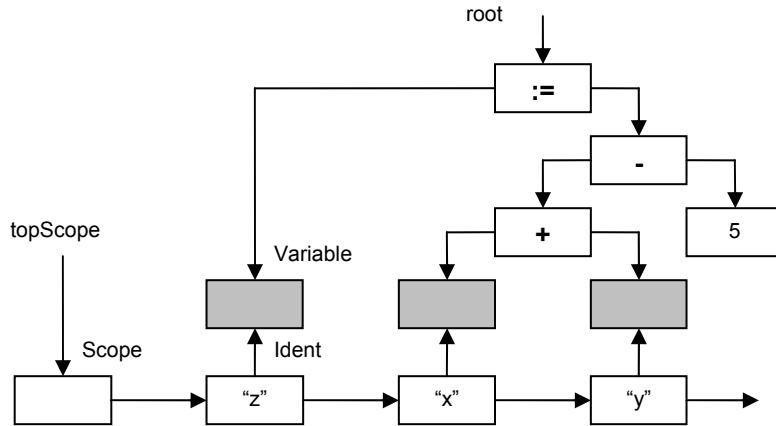 root
:=
-
topScope
+
5
Variable
Scope
Ident
“z”
“x”
“y”